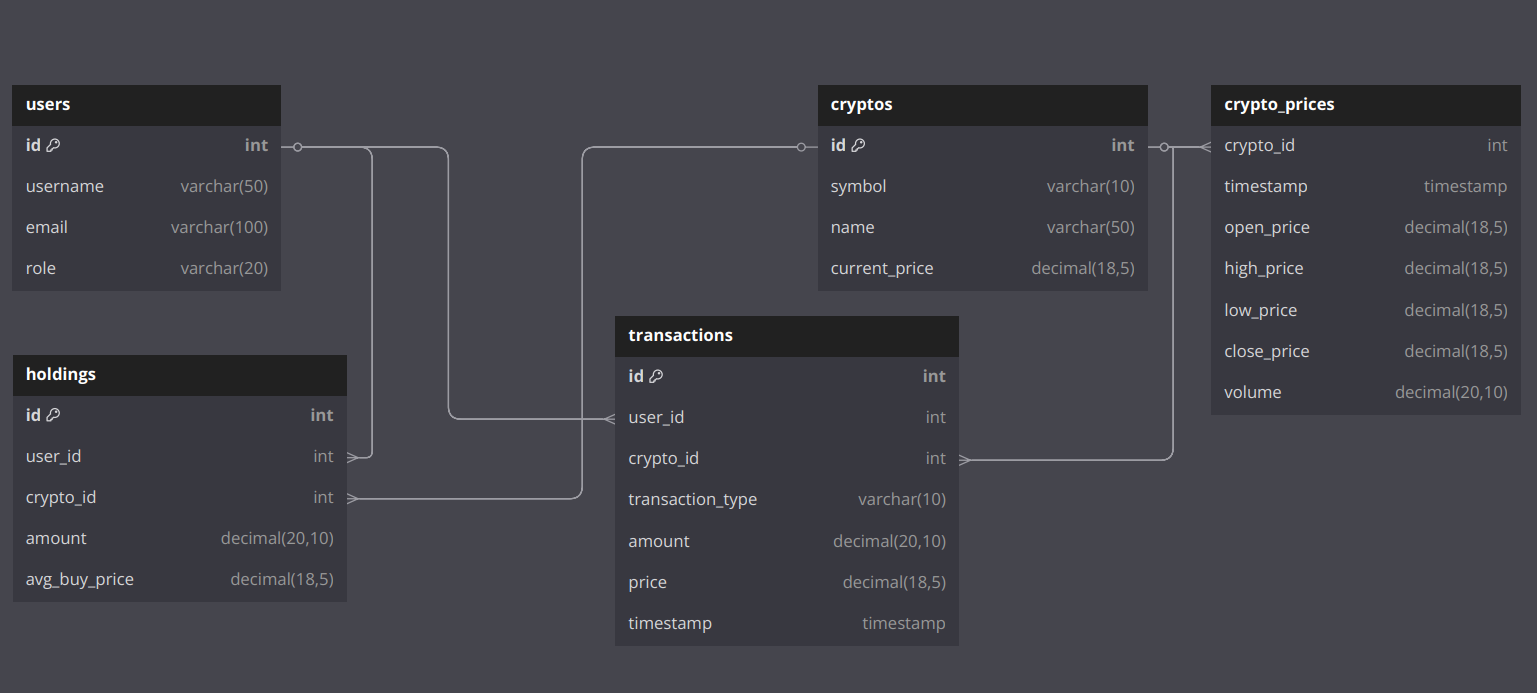 users
id int
username varchar(50)
email varchar(100)
role varchar(20)
holdings
id int
user_id int
crypto_id int
amount decimal(20,10)
avg_buy_price decimal(18,5)
transactions
id int
user_id int
crypto_id int
transaction_type varchar(10)
amount decimal(20,10)
price decimal(18,5)
timestamp timestamp
cryptos
id int
symbol varchar(10)
name varchar(50)
current_price decimal(18,5)
crypto_prices
crypto_id int
timestamp timestamp
open_price decimal(18,5)
high_price decimal(18,5)
low_price decimal(18,5)
close_price decimal(18,5)
volume decimal(20,10)